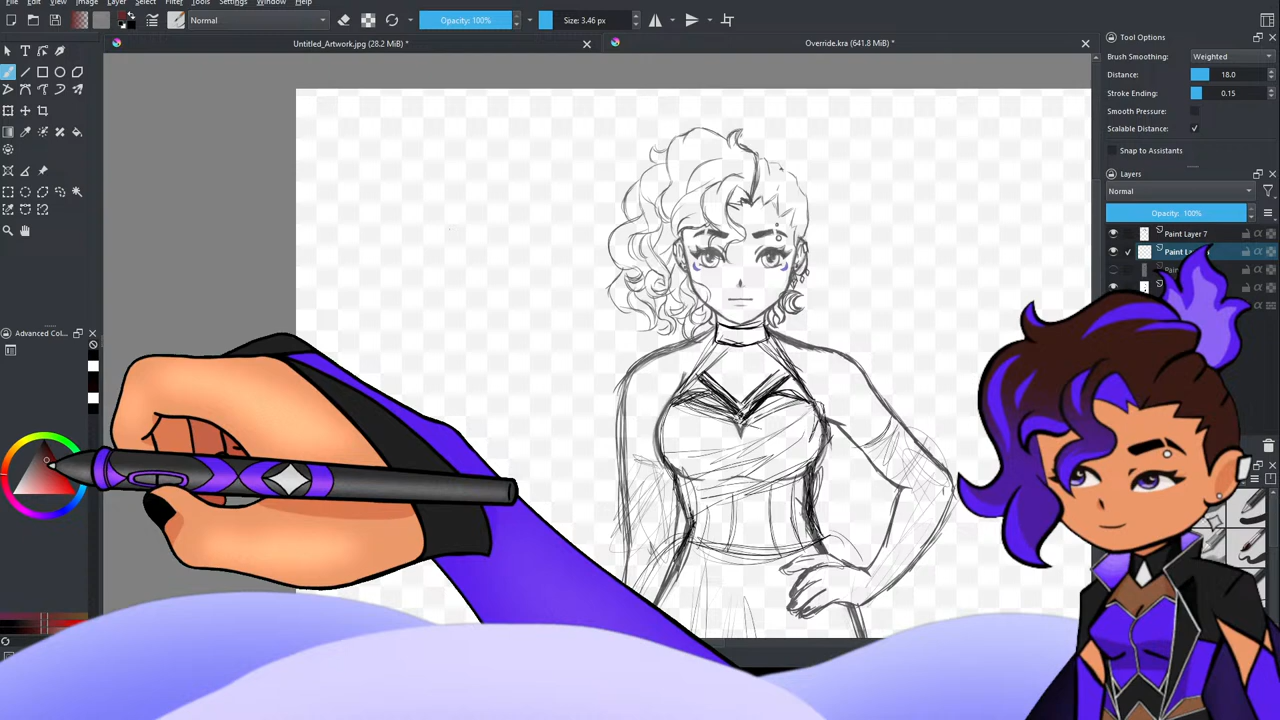 File
Edit
View
Image
Layer
Select
Filter
Tools
Settings
Window
Help
Normal
Opacity: 100%
Size: 3.46 px
Untitled_Artwork.jpg (28.2 MiB) *
Override.kra (641.8 MiB) *
Tool Options
Brush Smoothing:
Weighted
Distance:
18.0
Stroke Ending:
0.15
Smooth Pressure:
Scalable Distance:
Snap to Assistants
Layers
Normal
Opacity: 100%
Paint Layer 7
Advanced Col...